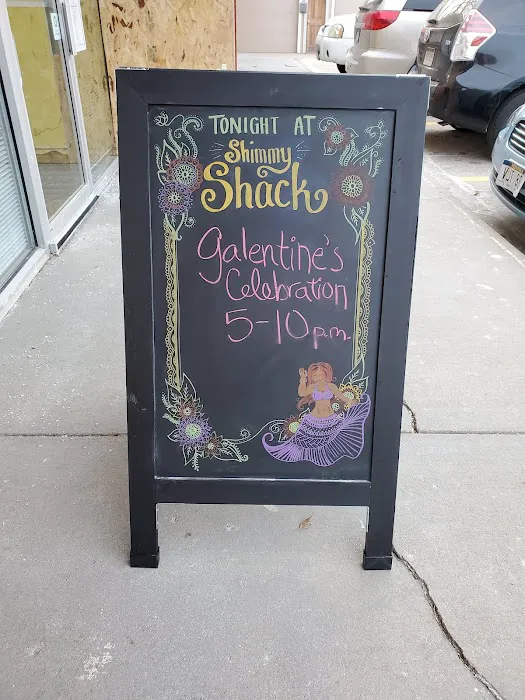 TONIGHT AT
Shimmy
Shack
Galentine's
Celebration
5-10 p.m.